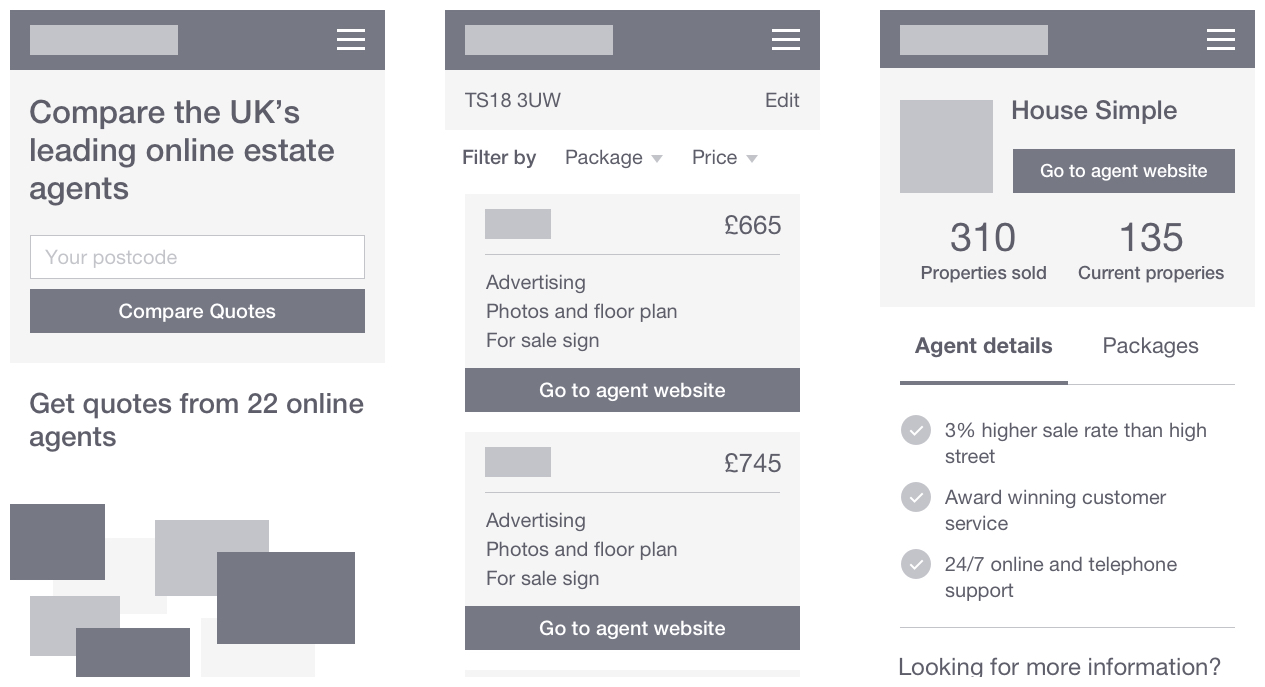 Compare the UK’s
leading online estate
agents
Your postcode
Compare Quotes
Get quotes from 22 online
agents
TS18 3UW
Edit
Filter by
Package
Price
£665
Advertising
Photos and floor plan
For sale sign
Go to agent website
£745
Advertising
Photos and floor plan
For sale sign
Go to agent website
House Simple
Go to agent website
310
Properties sold
135
Current properies
Agent details
Packages
3% higher sale rate than high
street
Award winning customer
service
24/7 online and telephone
support
Looking for more information?